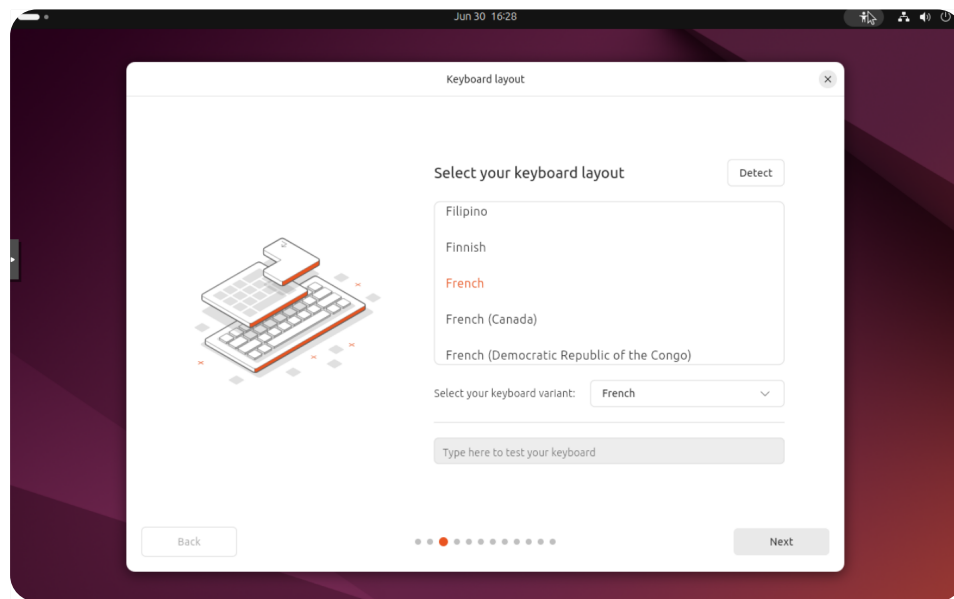 Jun 30 16:28
Keyboard layout
Select your keyboard layout
Detect
Filipino
Finnish
French
French (Canada)
French (Democratic Republic of the Congo)
Select your keyboard variant:
French
Type here to test your keyboard
Back
Next